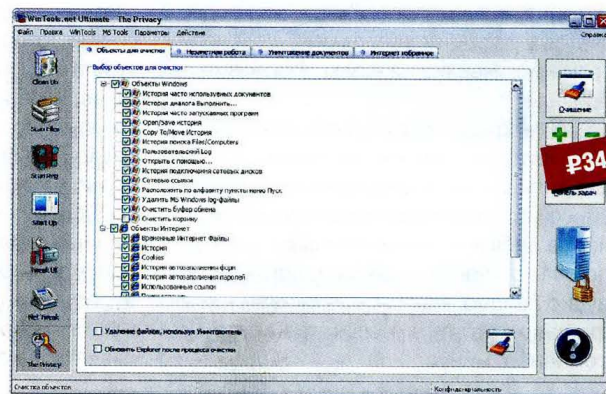 WinTools.net Ultimate - The Privacy
Файл Правка WinTools MS Tools Параметры Действие Справка
Объекты для очистки Незаметная работа Уничтожение документов Интернет избранное
Выбор объектов для очистки
Clean Up
Scan Files
Scan Reg
Start Up
Tweak UI
Net Tweak
The Privacy
Объекты Windows
История часто используемых документов
История диалога Выполнить...
История часто запускаемых программ
Open/Save история
Copy To/Move История
История поиска Files/Computers
Пользовательский Log
Открыть с помощью...
История подключения сетевых дисков
Сетевые ссылки
Расположить по алфавиту пункты меню Пуск
Удалить MS Windows log-файлы
Очистить буфер обмена
Очистить корзину
Объекты Интернет
Временные Интернет Файлы
История
Cookies
История автозаполнения форм
История автозаполнения паролей
Использованные ссылки
Очищение
₽34
Панель задач
Удаление файлов, используя Уничтожитель
Обновить Explorer после процесса очистки
Очистка объектов
Конфиденциальность